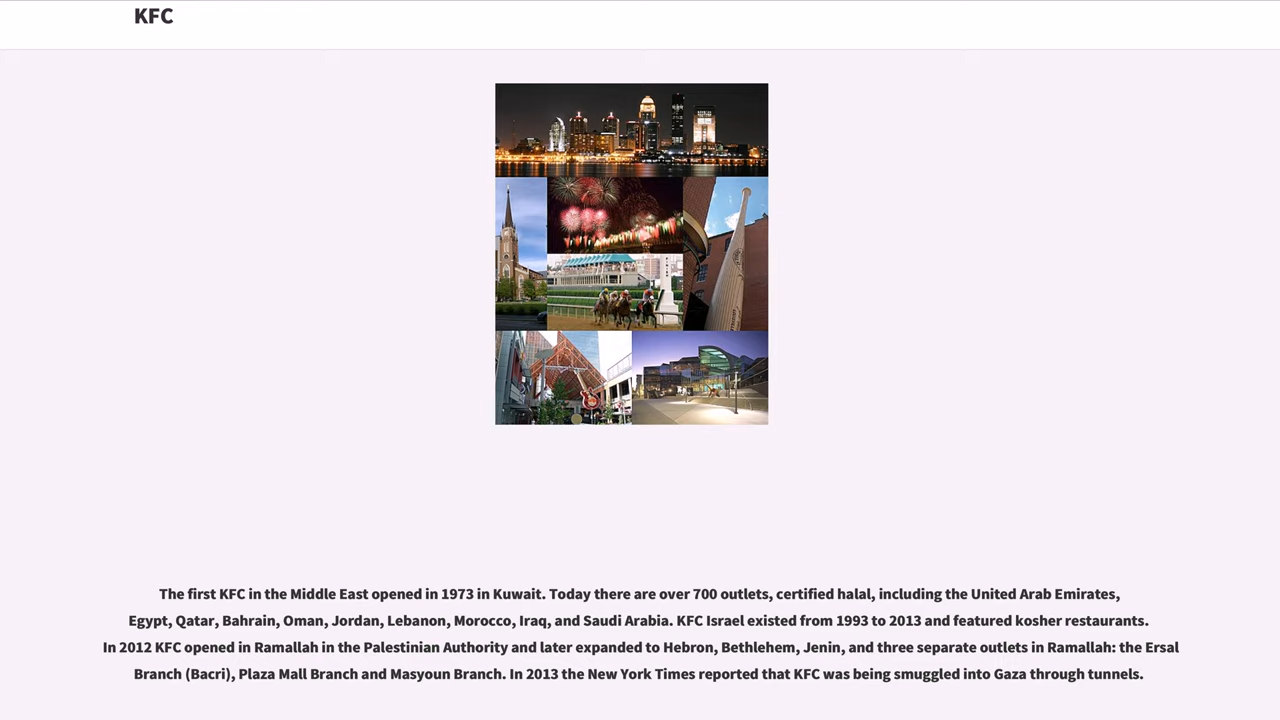 KFC
The first KFC in the Middle East opened in 1973 in Kuwait. Today there are over 700 outlets, certified halal, including the United Arab Emirates,
Egypt, Qatar, Bahrain, Oman, Jordan, Lebanon, Morocco, Iraq, and Saudi Arabia. KFC Israel existed from 1993 to 2013 and featured kosher restaurants.
In 2012 KFC opened in Ramallah in the Palestinian Authority and later expanded to Hebron, Bethlehem, Jenin, and three separate outlets in Ramallah: the Ersal
Branch (Bacri), Plaza Mall Branch and Masyoun Branch. In 2013 the New York Times reported that KFC was being smuggled into Gaza through tunnels.